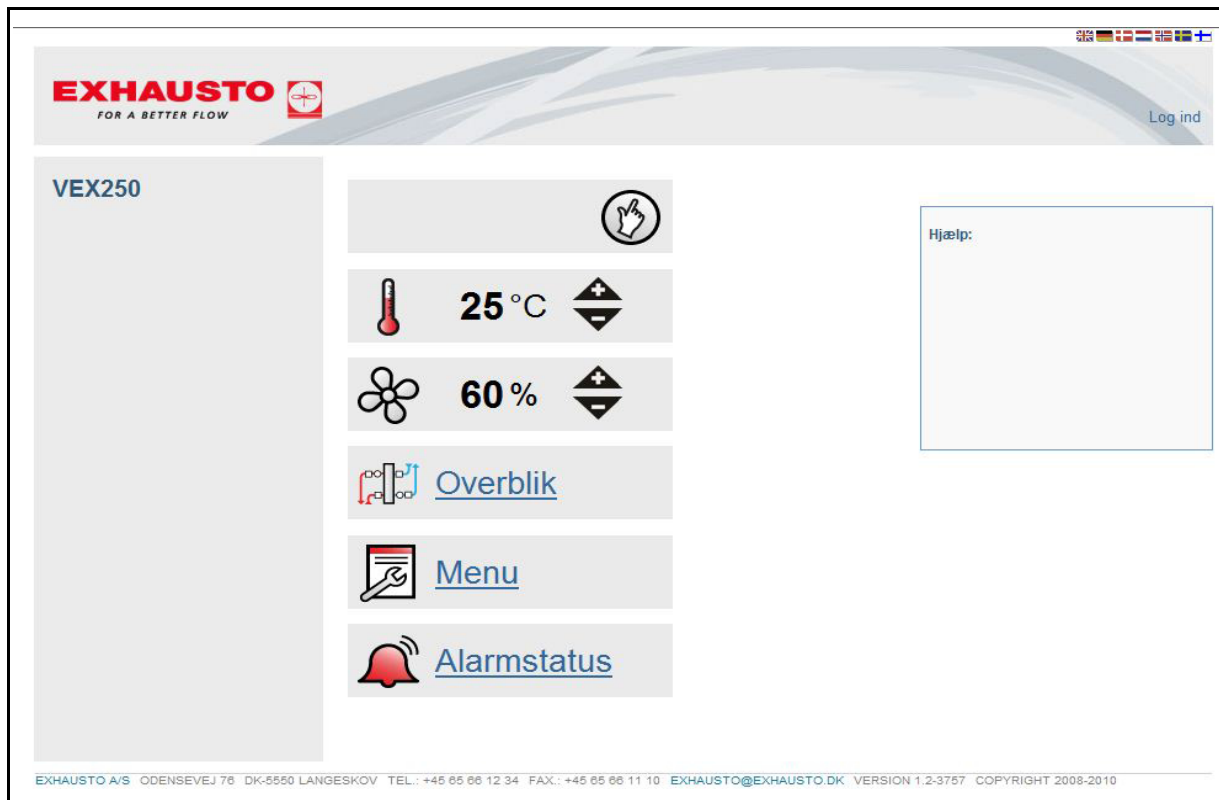 EXHAUSTO
FOR A BETTER FLOW
Log ind
VEX250
Hjælp:
25 °C
+
-
60 %
+
-
Overblik
Menu
Alarmstatus
EXHAUSTO A/S ODENSEVEJ 76 DK-5550 LANGESKOV TEL.: +45 65 66 12 34 FAX.: +45 65 66 11 10 EXHAUSTO@EXHAUSTO.DK VERSION 1.2-3757 COPYRIGHT 2008-2010